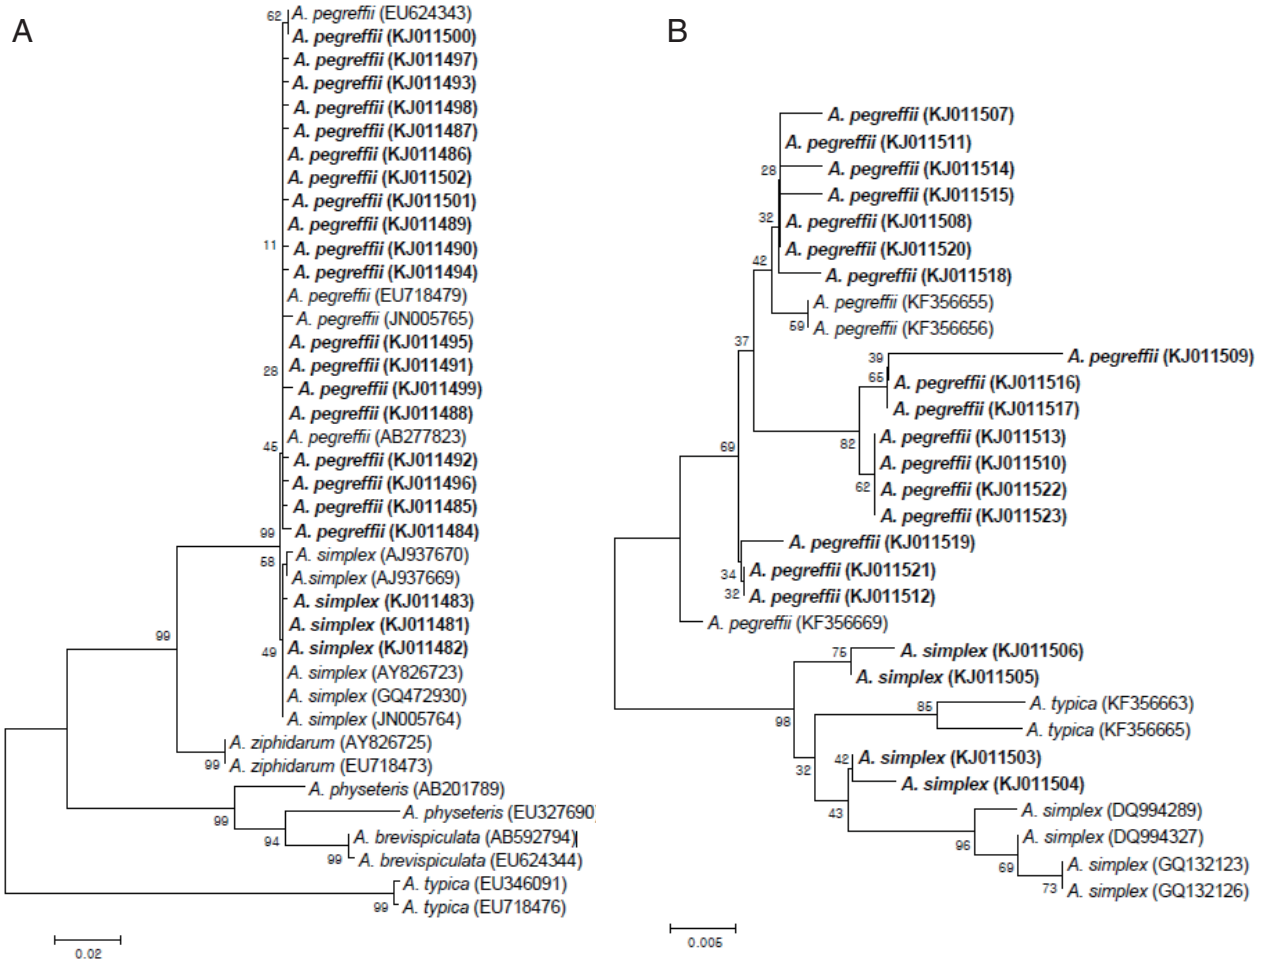 A
62
A. pegreffii (EU624343)
A. pegreffii (KJ011500)
A. pegreffii (KJ011497)
A. pegreffii (KJ011493)
A. pegreffii (KJ011498)
A. pegreffii (KJ011487)
A. pegreffii (KJ011486)
A. pegreffii (KJ011502)
A. pegreffii (KJ011501)
A. pegreffii (KJ011489)
11
A. pegreffii (KJ011490)
A. pegreffii (KJ011494)
A. pegreffii (EU718479)
A. pegreffii (JN005765)
A. pegreffii (KJ011495)
28
A. pegreffii (KJ011491)
A. pegreffii (KJ011499)
A. pegreffii (KJ011488)
A. pegreffii (AB277823)
45
A. pegreffii (KJ011492)
A. pegreffii (KJ011496)
A. pegreffii (KJ011485)
A. pegreffii (KJ011484)
99
A. simplex (AJ937670)
58
A.simplex (AJ937669)
A. simplex (KJ011483)
A. simplex (KJ011481)
99
A. simplex (KJ011482)
49
A. simplex (AY826723)
A. simplex (GQ472930)
A. simplex (JN005764)
A. ziphidarum (AY826725)
99
A. ziphidarum (EU718473)
A. physeteris (AB201789)
A. physeteris (EU327690)
99
94
A. brevispiculata (AB592794)
99
A. brevispiculata (EU624344)
A. typica (EU346091)
99
A. typica (EU718476)
0.02
B
A. pegreffii (KJ011507)
A. pegreffii (KJ011511)
28
A. pegreffii (KJ011514)
A. pegreffii (KJ011515)
32
A. pegreffii (KJ011508)
A. pegreffii (KJ011520)
42
A. pegreffii (KJ011518)
A. pegreffii (KF356655)
59
A. pegreffii (KF356656)
37
39
A. pegreffii (KJ011509)
65
A. pegreffii (KJ011516)
A. pegreffii (KJ011517)
82
A. pegreffii (KJ011513)
69
A. pegreffii (KJ011510)
62
A. pegreffii (KJ011522)
A. pegreffii (KJ011523)
A. pegreffii (KJ011519)
34
A. pegreffii (KJ011521)
32
A. pegreffii (KJ011512)
A. pegreffii (KF356669)
75
A. simplex (KJ011506)
A. simplex (KJ011505)
98
85
A. typica (KF356663)
A. typica (KF356665)
32
42
A. simplex (KJ011503)
A. simplex (KJ011504)
43
A. simplex (DQ994289)
96
A. simplex (DQ994327)
69
A. simplex (GQ132123)
73
A. simplex (GQ132126)
0.005